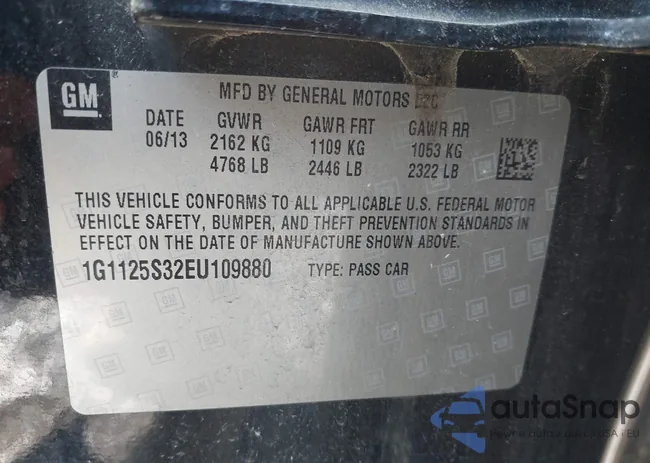 GM
MFD BY GENERAL MOTORS LLC
DATE GVWR GAWR FRT GAWR RR
06/13 2162 KG 1109 KG 1053 KG
4768 LB 2446 LB 2322 LB
THIS VEHICLE CONFORMS TO ALL APPLICABLE U.S. FEDERAL MOTOR
VEHICLE SAFETY, BUMPER, AND THEFT PREVENTION STANDARDS IN
EFFECT ON THE DATE OF MANUFACTURE SHOWN ABOVE.
1G1125S32EU109880 TYPE: PASS CAR
autaSnap